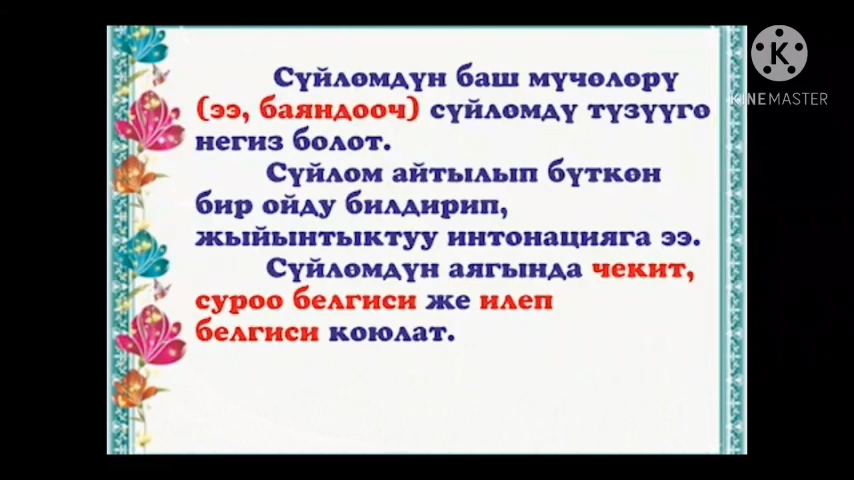 Сүйлөмдүн баш мүчөлөрү
(ээ, баяндооч) сүйлөмдү түзүүгө
негиз болот.
Сүйлөм айтылып бүткөн
бир ойду билдирип,
жыйынтыктуу интонацияга ээ.
Сүйлөмдүн аягында чекит,
суроо белгиси же илеп
белгиси коюлат.
K
KINEMASTER